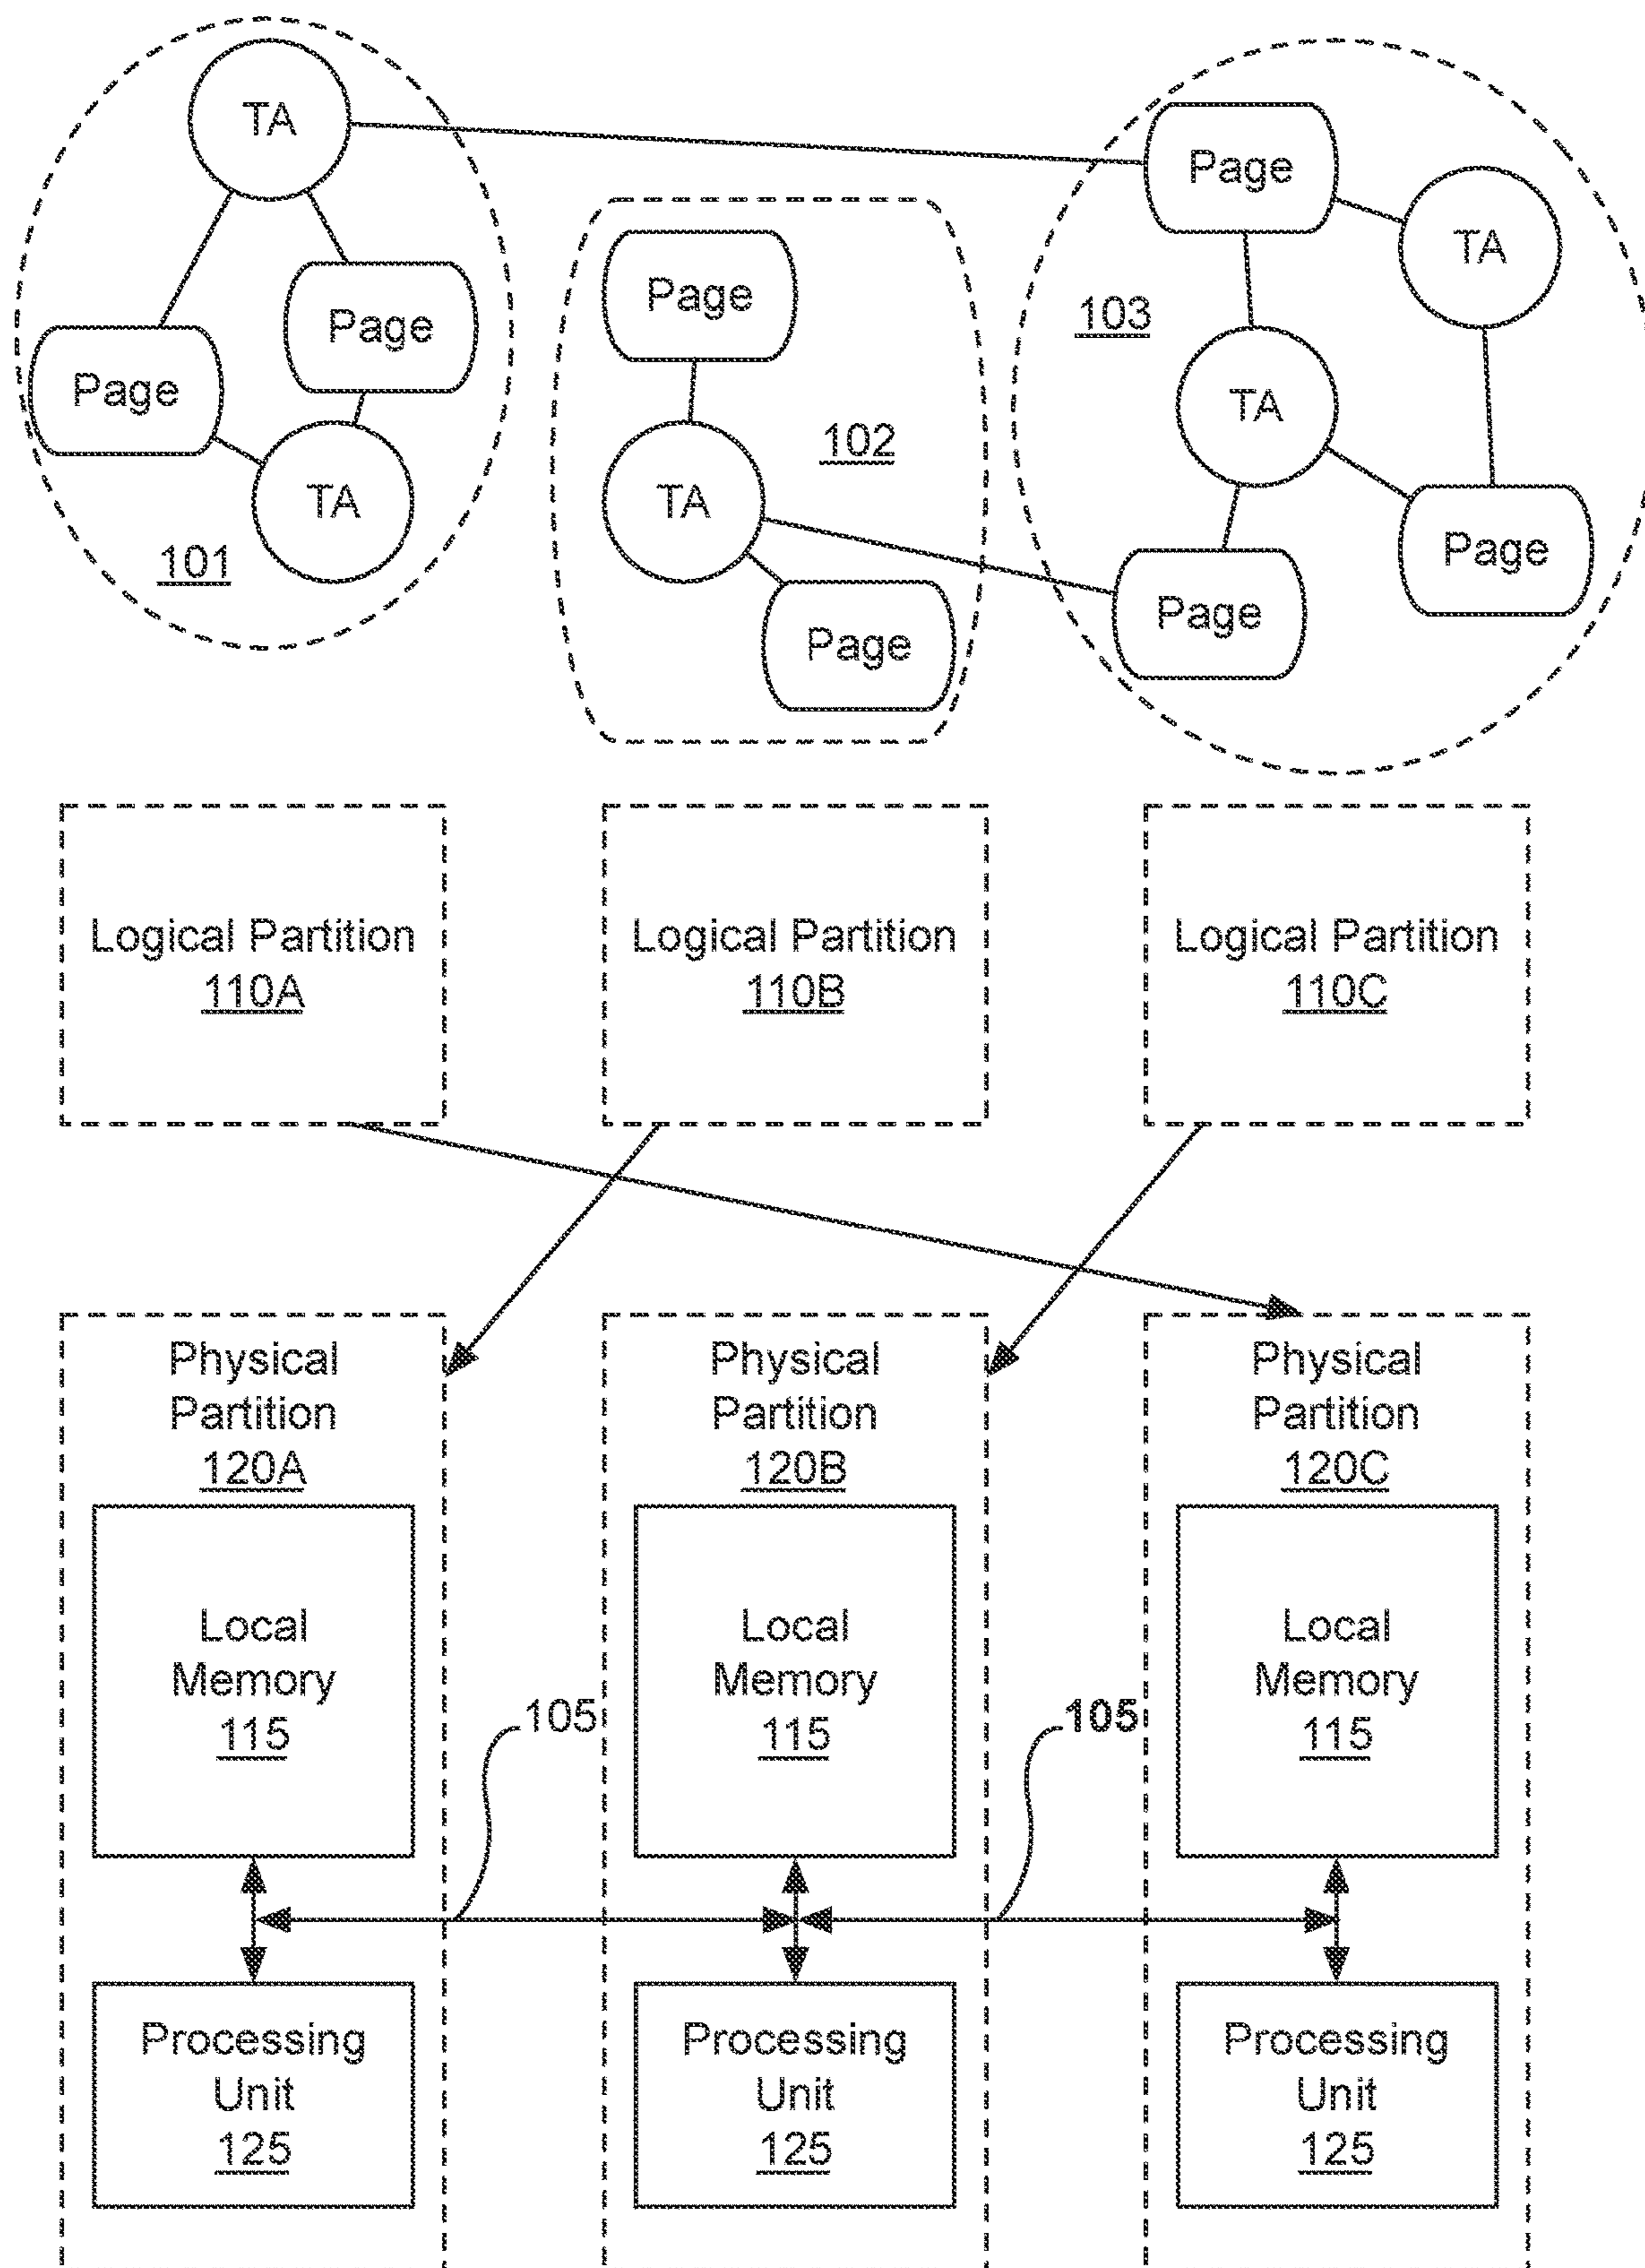 TA
Page
TA
Page
Page
103
Page
Page
TA
102
TA
TA
101
Page
Page
Page
TA
Logical Partition
110A
Logical Partition
110B
Logical Partition
110C
Physical
Partition
120A
Physical
Partition
120B
Physical
Partition
120C
Local
Memory
115
Local
Memory
115
Local
Memory
115
105
105
Processing
Unit
125
Processing
Unit
125
Processing
Unit
125